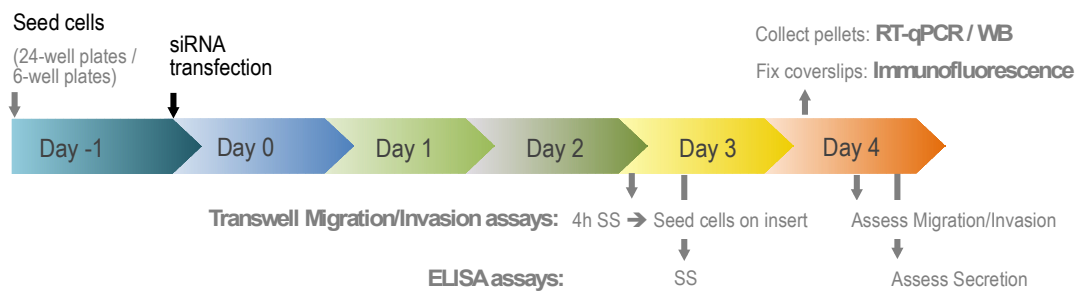 Seed cells
(24-well plates /
6-well plates)
siRNA
transfection
Collect pellets: RT-qPCR / WB
Fix coverslips: Immunofluorescence
Day -1
Day 0
Day 1
Day 2
Day 3
Day 4
Transwell Migration/Invasion assays: 4h SS ➔ Seed cells on insert
Assess Migration/Invasion
ELISA assays:
SS
Assess Secretion